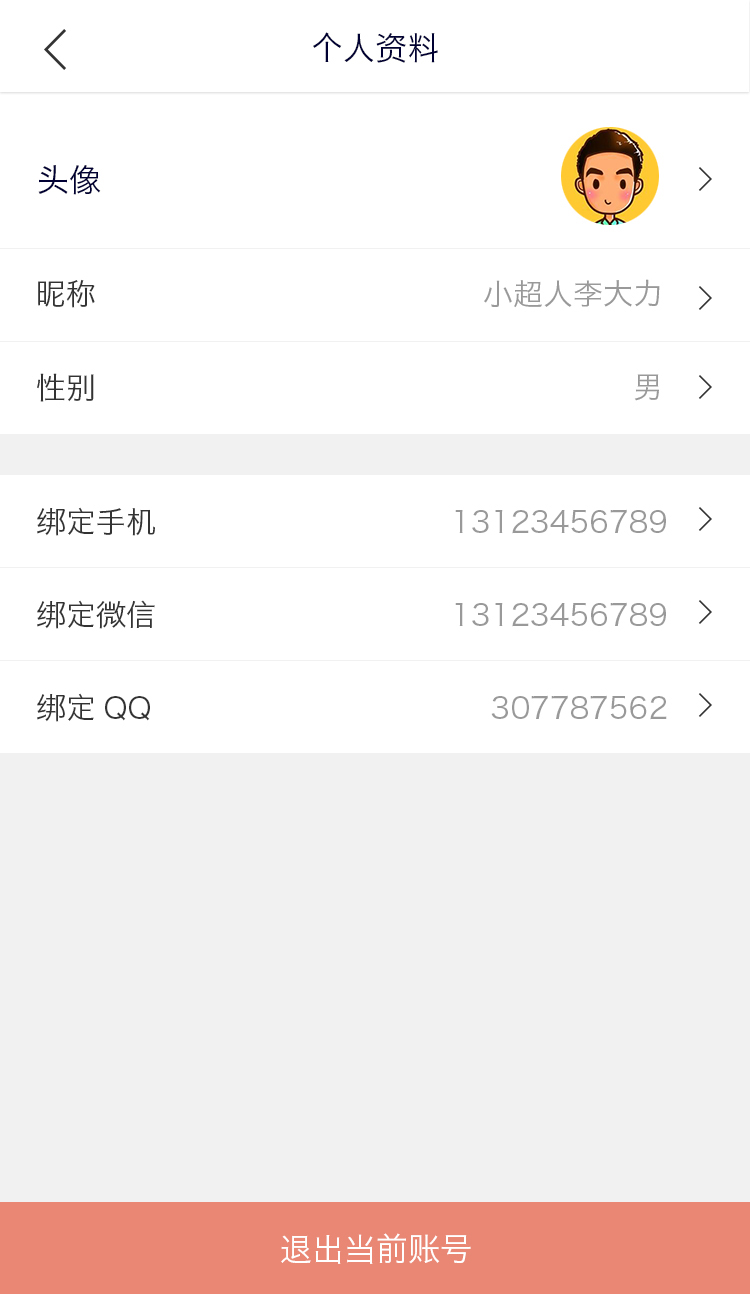 个人资料
头像
昵称 小超人李大力
性别 男
绑定手机 13123456789
绑定微信 13123456789
绑定 QQ 307787562
退出当前账号